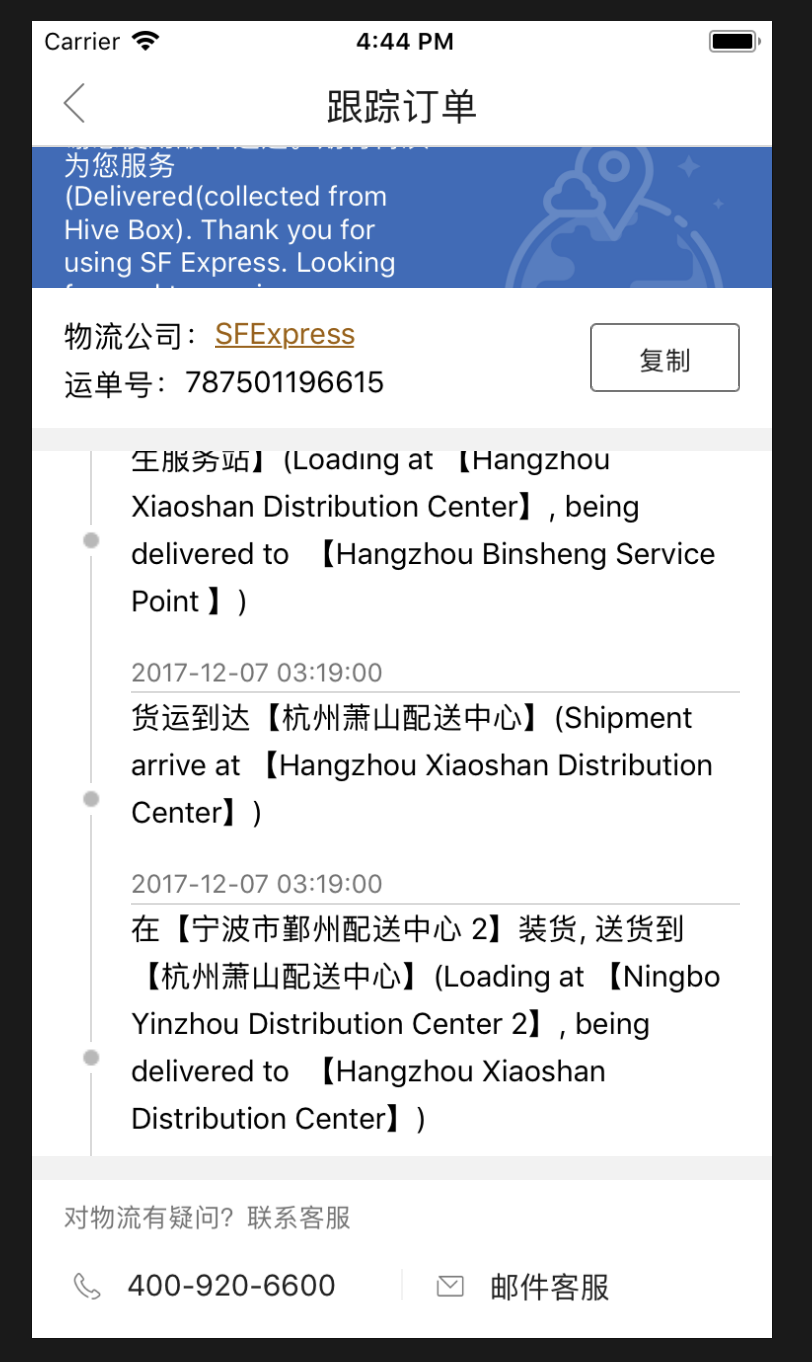 Carrier 4:44 PM
跟踪订单
为您服务
(Delivered(collected from
Hive Box). Thank you for
using SF Express. Looking
物流公司：SFExpress
复制
运单号：787501196615
生服务站】(Loading at 【Hangzhou
Xiaoshan Distribution Center】, being
delivered to 【Hangzhou Binsheng Service
Point 】)
2017-12-07 03:19:00
货运到达【杭州萧山配送中心】(Shipment
arrive at 【Hangzhou Xiaoshan Distribution
Center】)
2017-12-07 03:19:00
在【宁波市鄞州配送中心 2】装货, 送货到
【杭州萧山配送中心】(Loading at 【Ningbo
Yinzhou Distribution Center 2】, being
delivered to 【Hangzhou Xiaoshan
Distribution Center】)
对物流有疑问？联系客服
400-920-6600 邮件客服